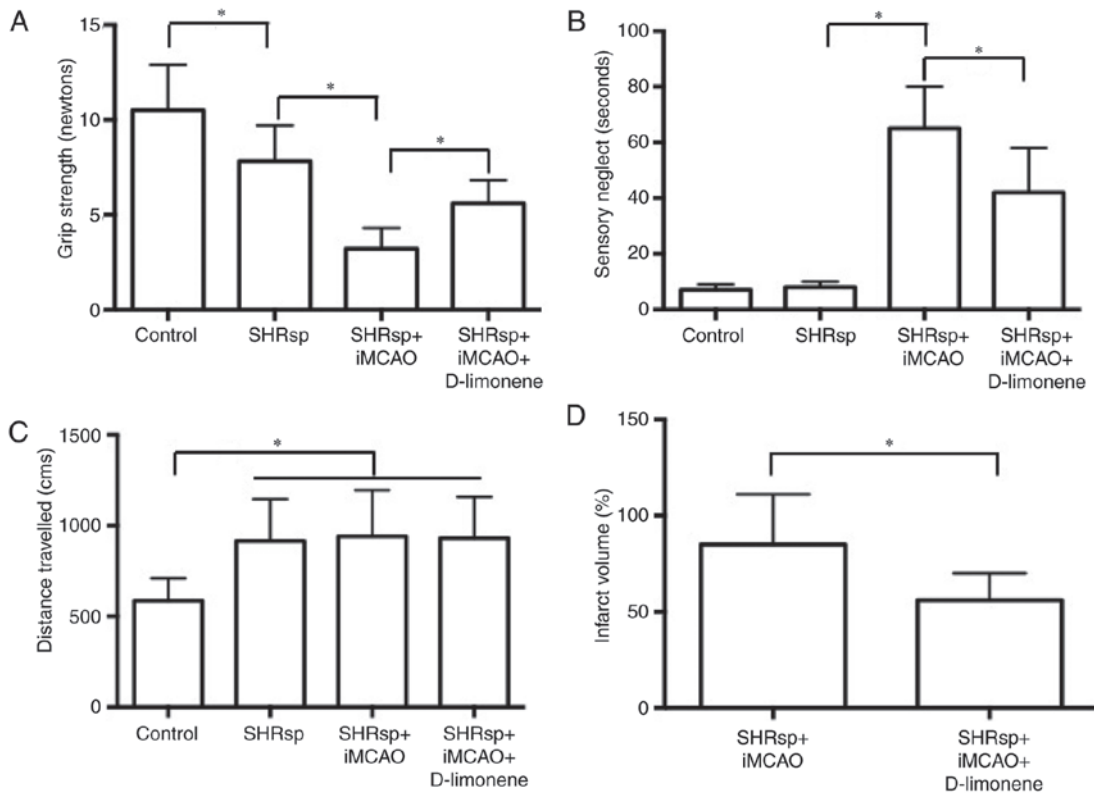 A
Grip strength (newtons)
15
10
5
0
*
*
*
Control
SHRsp
SHRsp+
iMCAO
SHRsp+
iMCAO+
D-limonene
B
Sensory neglect (seconds)
100
80
60
40
20
0
*
*
Control
SHRsp
SHRsp+
iMCAO
SHRsp+
iMCAO+
D-limonene
C
Distance travelled (cms)
1500
1000
500
0
*
Control
SHRsp
SHRsp+
iMCAO
SHRsp+
iMCAO+
D-limonene
D
Infarct volume (%)
150
100
50
0
*
SHRsp+
iMCAO
SHRsp+
iMCAO+
D-limonene